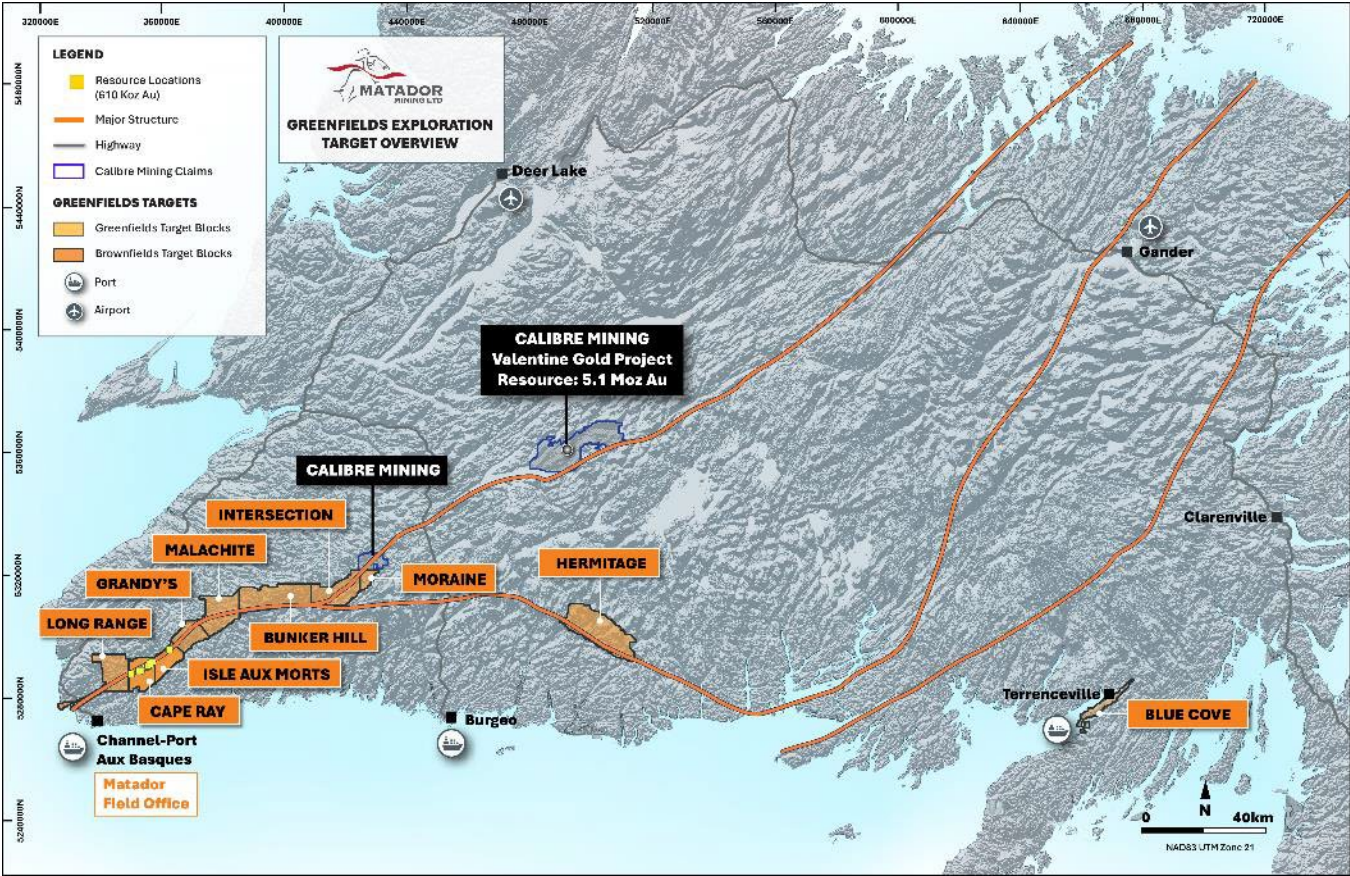 320000E 360000E 400000E 440000E 480000E 520000E 560000E 600000E 640000E 680000E 720000E
5480000N
5440000N
5400000N
5360000N
5320000N
5280000N
5240000N
LEGEND
Resource Locations
(610 Koz Au)
Major Structure
Highway
Calibre Mining Claims
GREENFIELDS TARGETS
Greenfields Target Blocks
Brownfields Target Blocks
Port
Airport
MATADOR
MINING LTD
GREENFIELDS EXPLORATION
TARGET OVERVIEW
Deer Lake
Gander
CALIBRE MINING
Valentine Gold Project
Resource: 5.1 Moz Au
CALIBRE MINING
INTERSECTION
Clarenville
MALACHITE
HERMITAGE
GRANDY'S
MORAINE
LONG RANGE
BUNKER HILL
ISLE AUX MORTS
Terrenceville
CAPE RAY
BLUE COVE
Burgeo
Channel-Port
Aux Basques
Matador
Field Office
N
0 40km
NAD83 UTM Zone 21